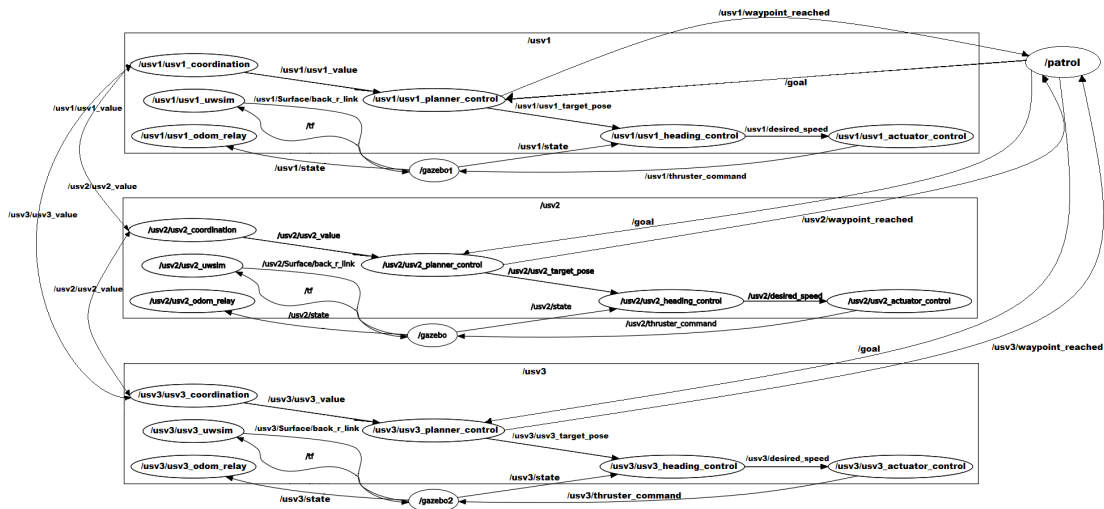 /usv1/waypoint_reached
/usv1
/usv1/usv1_coordination
/patrol
/usv1/usv1_value
/goal
/usv1/usv1_uwsim
/usv1/Surface/back_r_link
/usv1/usv1_planner_control
/usv1/usv1_value
/usv1/usv1_target_pose
/tf
/usv1/usv1_odom_relay
/usv1/usv1_heading_control
/usv1/desired_speed
/usv1/usv1_actuator_control
/usv1/state
/usv1/state
/gazebo1
/usv1/thruster_command
/usv2/usv2_value
/usv2
/usv3/usv3_value
/goal
/usv2/waypoint_reached
/usv2/usv2_coordination
/usv2/usv2_value
/usv2/usv2_uwsim
/usv2/Surface/back_r_link
/usv2/usv2_planner_control
/usv2/usv2_target_pose
/usv2/usv2_value
/tf
/usv2/usv2_odom_relay
/usv2/usv2_heading_control
/usv2/desired_speed
/usv2/usv2_actuator_control
/usv2/state
/usv2/state
/gazebo
/usv2/thruster_command
/goal
/usv3/waypoint_reached
/usv3
/usv3/usv3_coordination
/usv3/usv3_value
/usv3/usv3_uwsim
/usv3/Surface/back_r_link
/usv3/usv3_planner_control
/usv3/usv3_target_pose
/tf
/usv3/usv3_odom_relay
/usv3/usv3_heading_control
/usv3/desired_speed
/usv3/usv3_actuator_control
/usv3/state
/usv3/state
/gazebo2
/usv3/thruster_command